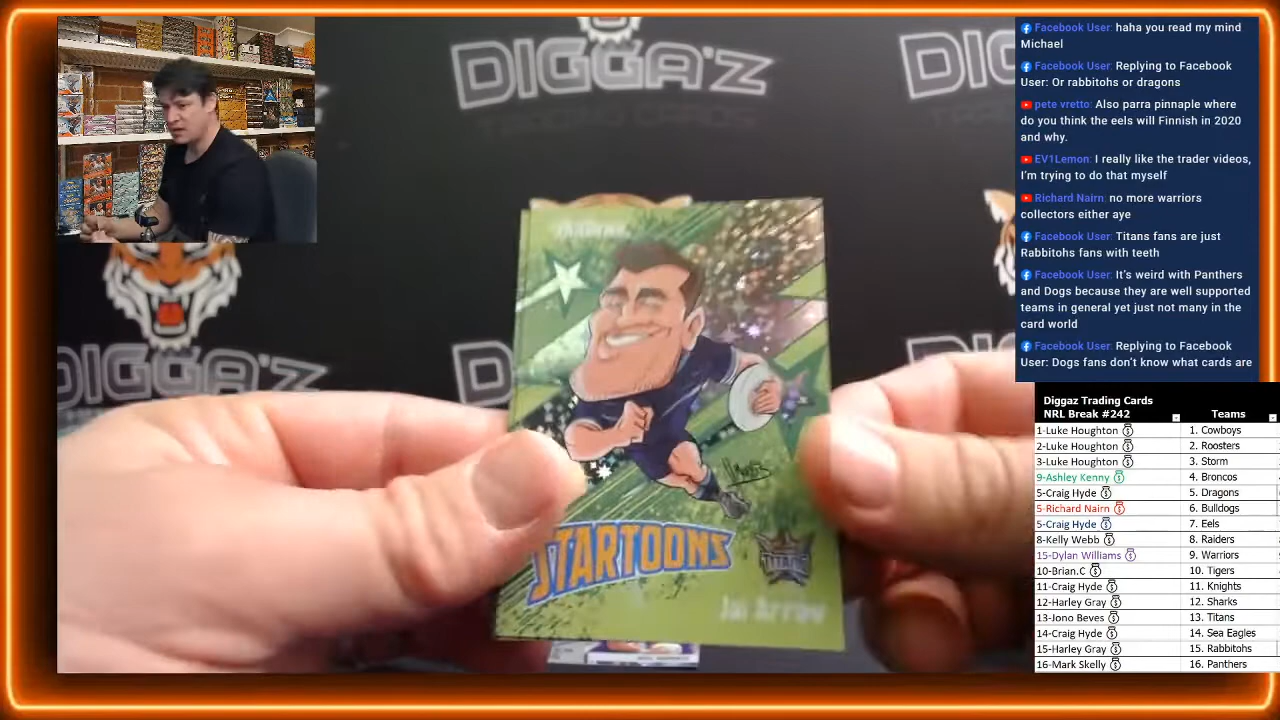 DIGGA'Z
TRADING CARDS
DIGGA'Z
DIGGA'Z
TRADERS
STARTOONS
TITANS
Jai Arrow
Facebook User: haha you read my mind
Michael
Facebook User: Replying to Facebook
User: Or rabbitohs or dragons
pete vretto: Also parra pinnaple where
do you think the eels will Finnish in 2020
and why.
EV1Lemon: I really like the trader videos,
I'm trying to do that myself
Richard Nairn: no more warriors
collectors either aye
Facebook User: Titans fans are just
Rabbitohs fans with teeth
Facebook User: It's weird with Panthers
and Dogs because they are well supported
teams in general yet just not many in the
card world
Facebook User: Replying to Facebook
User: Dogs fans don't know what cards are
Diggaz Trading Cards
NRL Break #242 Teams
1-Luke Houghton 1. Cowboys
2-Luke Houghton 2. Roosters
3-Luke Houghton 3. Storm
9-Ashley Kenny 4. Broncos
5-Craig Hyde 5. Dragons
5-Richard Nairn 6. Bulldogs
5-Craig Hyde 7. Eels
8-Kelly Webb 8. Raiders
15-Dylan Williams 9. Warriors
10-Brian.C 10. Tigers
11-Craig Hyde 11. Knights
12-Harley Gray 12. Sharks
13-Jono Beves 13. Titans
14-Craig Hyde 14. Sea Eagles
15-Harley Gray 15. Rabbitohs
16-Mark Skelly 16. Panthers